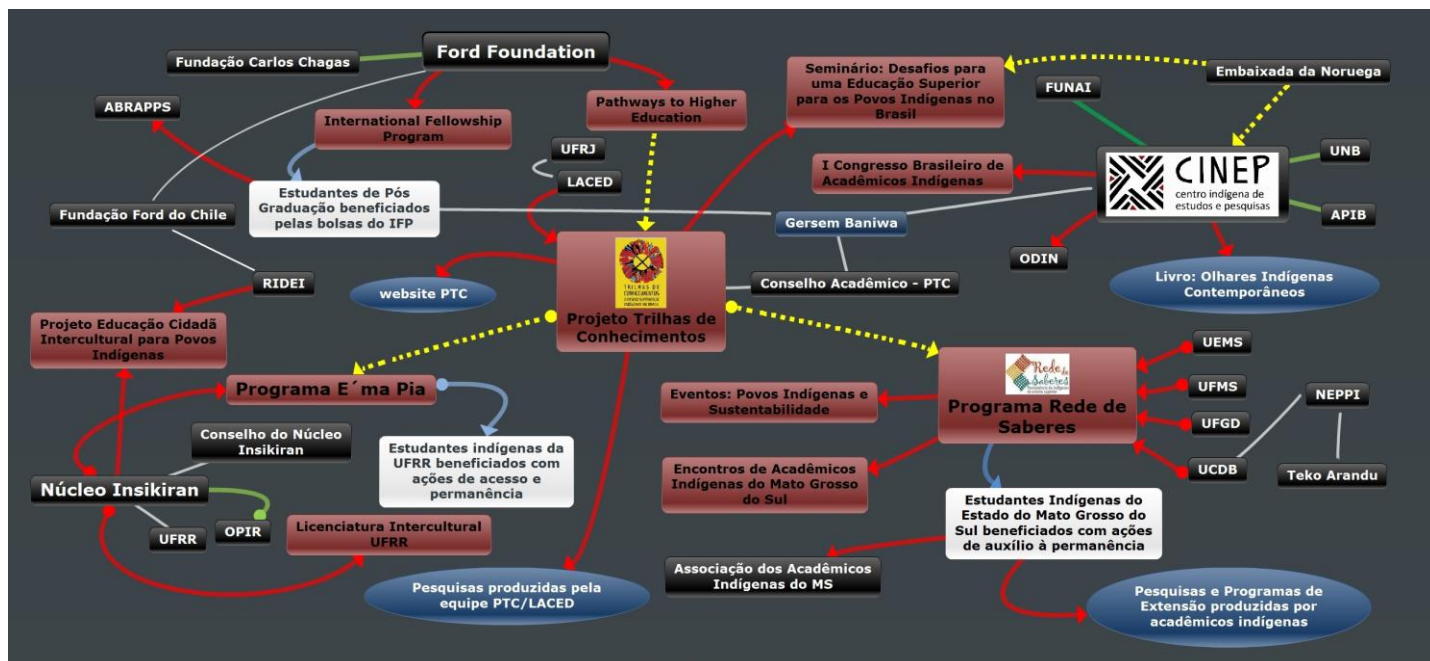 Ford Foundation
Fundação Carlos Chagas
ABRAPPS
International Fellowship
Program
Pathways to Higher
Education
Seminário: Desafios para
uma Educação Superior
para os Povos Indígenas no
Brasil
Embaixada da Noruega
FUNAI
UFRJ
LACED
I Congresso Brasileiro de
Acadêmicos Indígenas
CINEP
centro indígena de
estudos e pesquisas
UNB
APIB
Estudantes de Pós
Graduação beneficiados
pelas bolsas do IFP
Fundação Ford do Chile
Gersem Baniwa
ODIN
Livro: Olhares Indígenas
Contemporâneos
RIDEI
website PTC
TRILHAS DE
CONHECIMENTOS
Projeto Trilhas de
Conhecimentos
Conselho Acadêmico - PTC
Projeto Educação Cidadã
Intercultural para Povos
Indígenas
Programa E´ma Pia
Rede de
Saberes
Programa Rede de
Saberes
UEMS
UFMS
UFGD
UCDB
NEPPI
Teko Arandu
Eventos: Povos Indígenas e
Sustentabilidade
Conselho do Núcleo
Insikiran
Estudantes indígenas da
UFRR beneficiados com
ações de acesso e
permanência
Encontros de Acadêmicos
Indígenas do Mato Grosso
do Sul
Núcleo Insikiran
UFRR
OPIR
Licenciatura Intercultural
UFRR
Estudantes Indígenas do
Estado do Mato Grosso do
Sul beneficiados com ações
de auxílio à permanência
Associação dos Acadêmicos
Indígenas do MS
Pesquisas produzidas pela
equipe PTC/LACED
Pesquisas e Programas de
Extensão produzidas por
acadêmicos indígenas